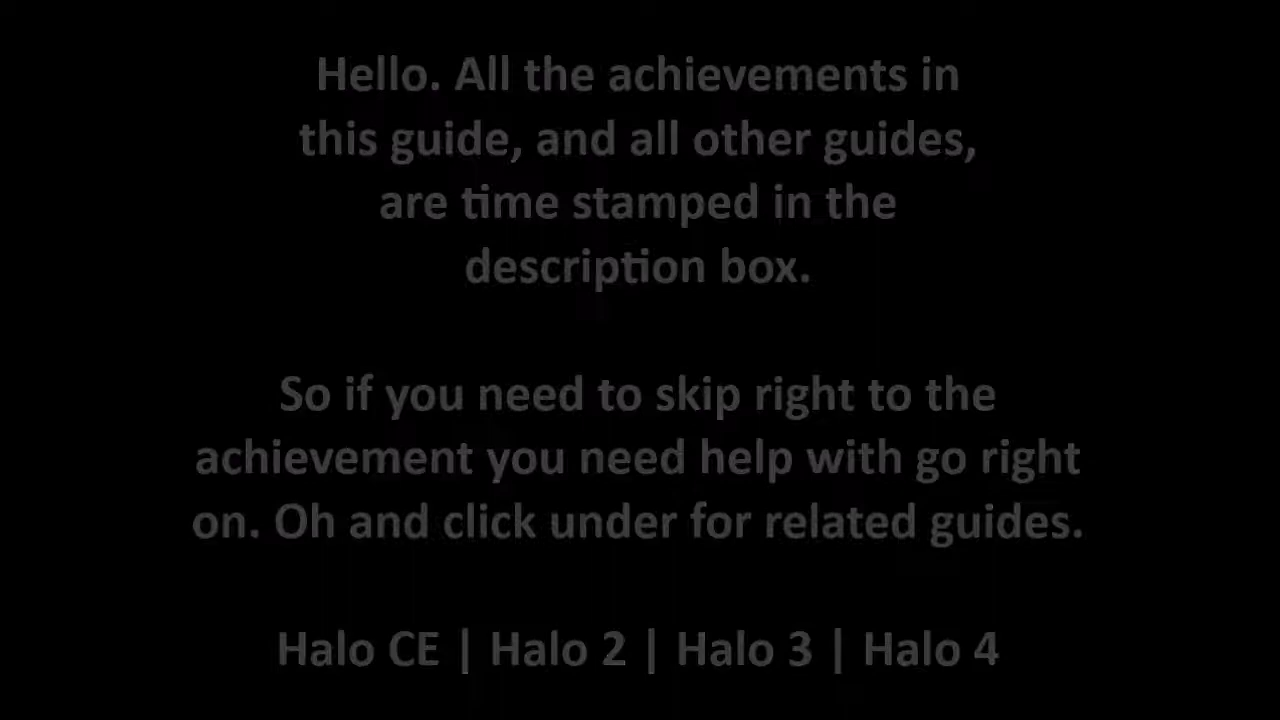 Hello. All the achievements in
this guide, and all other guides,
are time stamped in the
description box.
So if you need to skip right to the
achievement you need help with go right
on. Oh and click under for related guides.
Halo CE | Halo 2 | Halo 3 | Halo 4